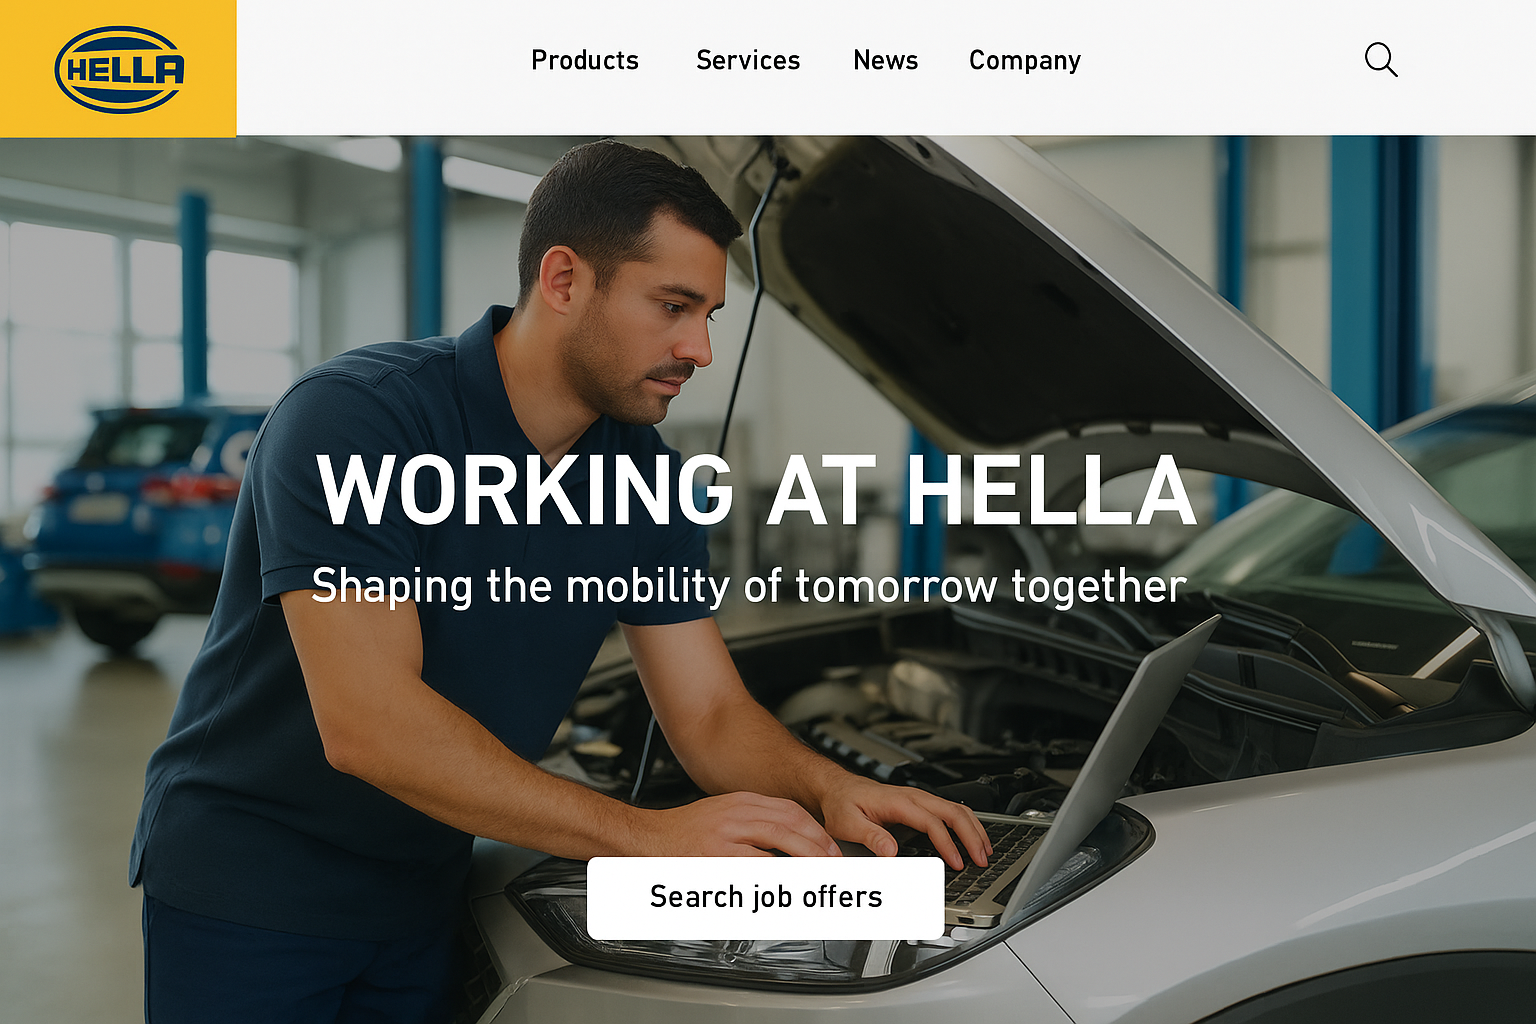 HELLA
Products Services News Company
WORKING AT HELLA
Shaping the mobility of tomorrow together
Search job offers